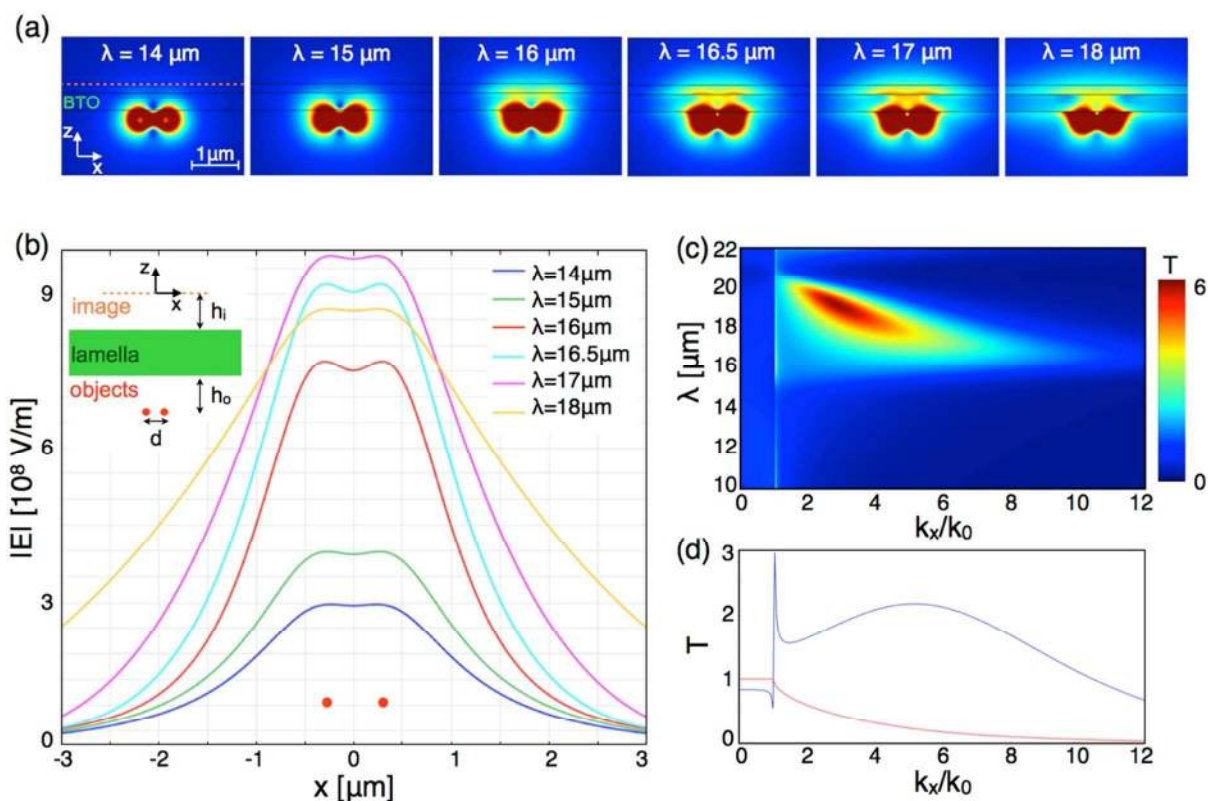 (a)
λ = 14 µm
λ = 15 µm
λ = 16 µm
λ = 16.5µm
λ = 17 µm
λ = 18 µm
BTO
z
x
1µm
(b)
|E| [10⁸ V/m]
9
6
3
0
-3
-2
-1
0
1
2
3
x [µm]
z
x
image
hᵢ
lamella
objects
hₒ
d
λ=14µm
λ=15µm
λ=16µm
λ=16.5µm
λ=17µm
λ=18µm
(c)
λ [µm]
22
20
18
16
14
12
10
0
2
4
6
8
10
12
kₓ/k₀
T
6
0
(d)
T
3
2
1
0
0
2
4
6
8
10
12
kₓ/k₀